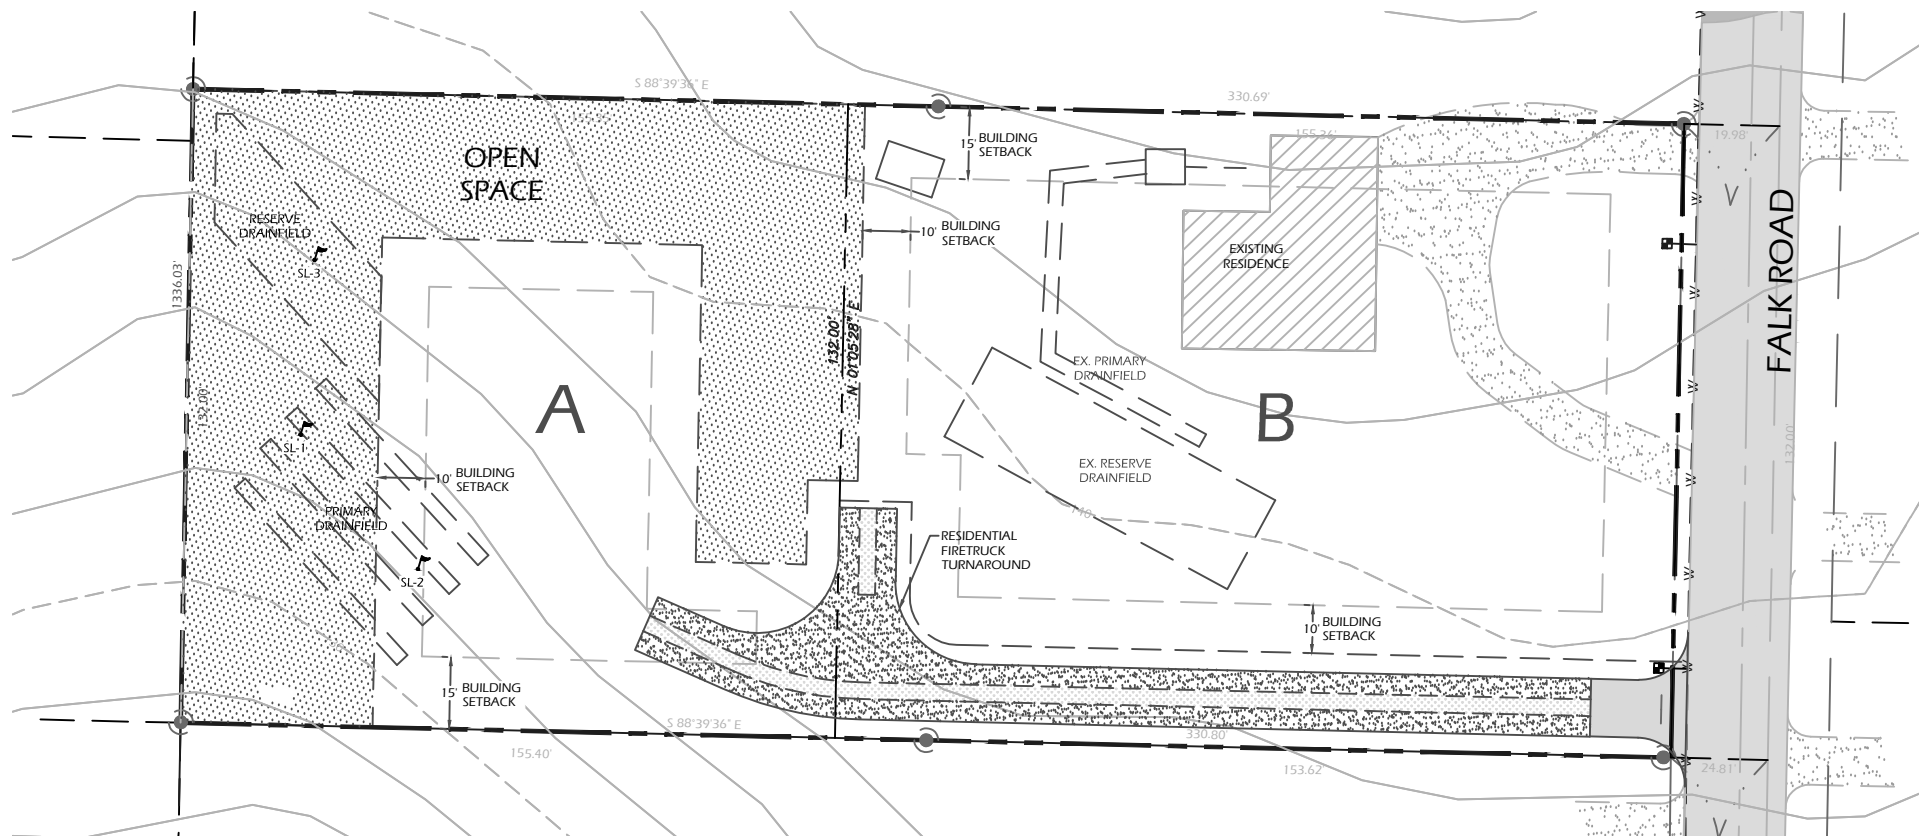 S 88°39'36" E
330.69'
155.36'
19.98'
15' BUILDING
SETBACK
OPEN
SPACE
RESERVE
DRAINFIELD
10' BUILDING
SETBACK
EXISTING
RESIDENCE
SL-3
1336.03'
FALK ROAD
132.00'
N 01°05'28" E
EX. PRIMARY
DRAINFIELD
132.00'
A
B
132.00'
SL-1
10' BUILDING
SETBACK
EX. RESERVE
DRAINFIELD
PRIMARY
DRAINFIELD
140
RESIDENTIAL
FIRETRUCK
TURNAROUND
SL-2
10' BUILDING
SETBACK
15' BUILDING
SETBACK
S 88°39'36" E
330.80'
155.40'
153.62'
24.81'
W
W
W
W
W
W
W
W
W